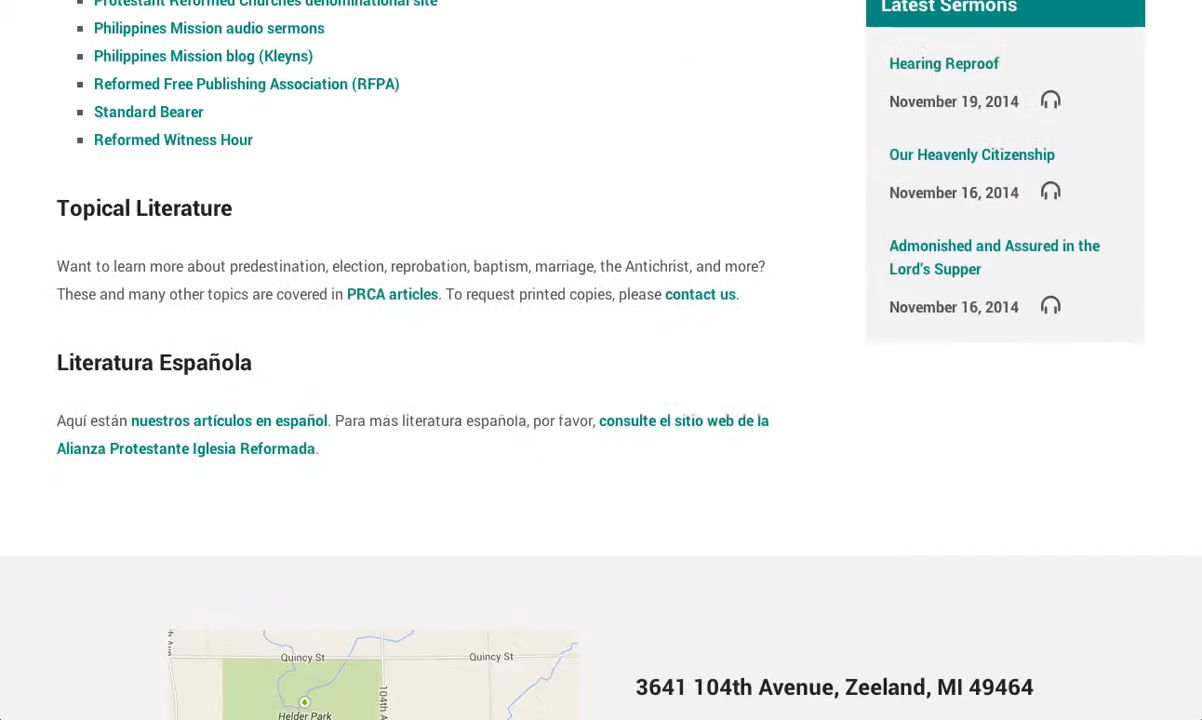 Protestant Reformed Churches denominational site
Philippines Mission audio sermons
Philippines Mission blog (Kleyns)
Reformed Free Publishing Association (RFPA)
Standard Bearer
Reformed Witness Hour
Topical Literature
Want to learn more about predestination, election, reprobation, baptism, marriage, the Antichrist, and more?
These and many other topics are covered in PRCA articles. To request printed copies, please contact us.
Literatura Española
Aquí están nuestros artículos en español. Para más literatura española, por favor, consulte el sitio web de la
Alianza Protestante Iglesia Reformada.
Latest Sermons
Hearing Reproof
November 19, 2014
Our Heavenly Citizenship
November 16, 2014
Admonished and Assured in the
Lord's Supper
November 16, 2014
Quincy St
Quincy St
104th A
Helder Park
3641 104th Avenue, Zeeland, MI 49464